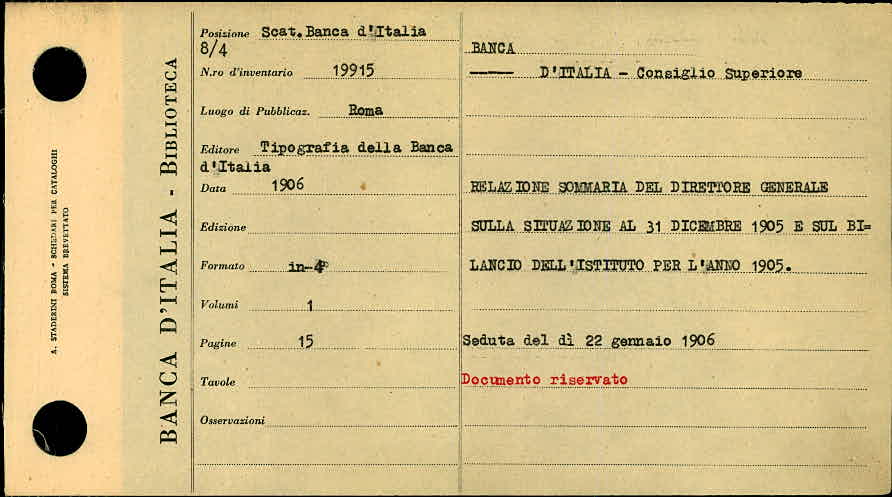 A. STADERINI ROMA - SCHEDARI PER CATALOGHI
SISTEMA BREVETTATO
BANCA D'ITALIA - BIBLIOTECA
Posizione Scat. Banca d'Italia
8/4
N.ro d'inventario 19915
Luogo di Pubblicaz. Roma
Editore Tipografia della Banca
d'Italia
Data 1906
Edizione
Formato in-4°
Volumi 1
Pagine 15
Tavole
Osservazioni
BANCA
----- D'ITALIA - Consiglio Superiore
RELAZIONE SOMMARIA DEL DIRETTORE GENERALE
SULLA SITUAZIONE AL 31 DICEMBRE 1905 E SUL BI=
LANCIO DELL'ISTITUTO PER L'ANNO 1905.
Seduta del dì 22 gennaio 1906
Documento riservato